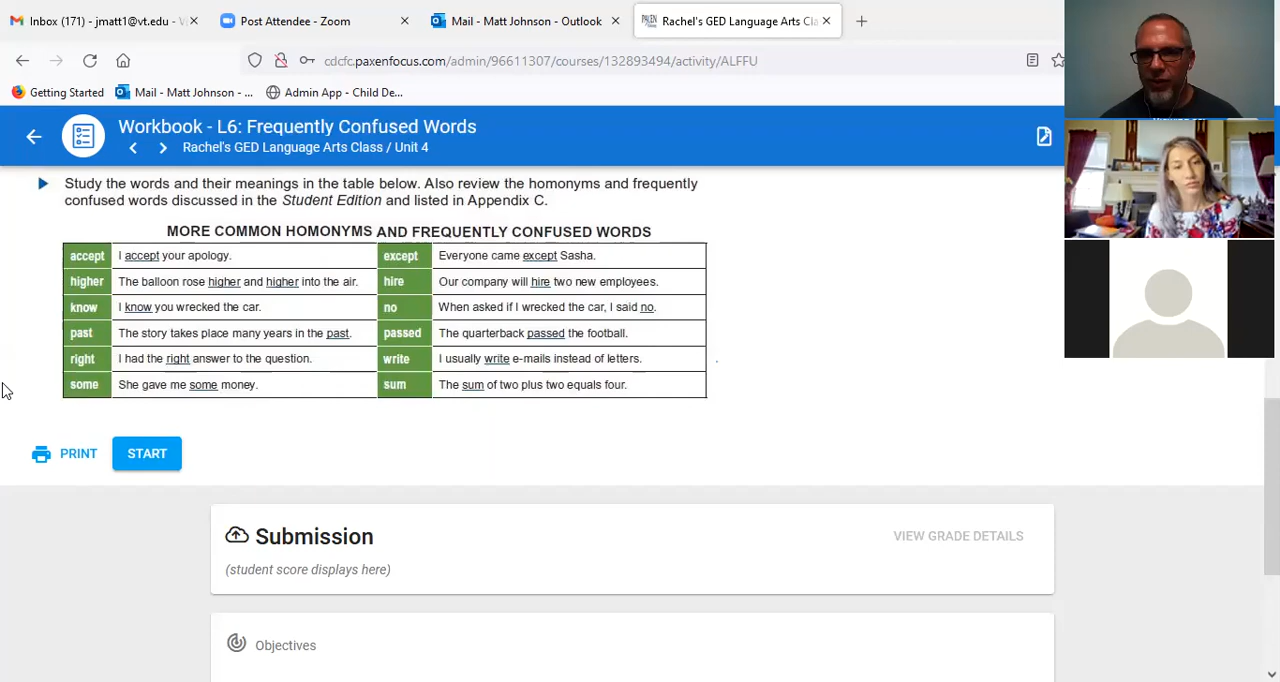 Inbox (171) - jmatt1@vt.edu - V
Post Attendee - Zoom
Mail - Matt Johnson - Outlook
Rachel's GED Language Arts Cla
cdcfc.paxenfocus.com/admin/96611307/courses/132893494/activity/ALFFU
Getting Started
Mail - Matt Johnson - ...
Admin App - Child De...
Workbook - L6: Frequently Confused Words
Rachel's GED Language Arts Class / Unit 4
Study the words and their meanings in the table below. Also review the homonyms and frequently
confused words discussed in the Student Edition and listed in Appendix C.
MORE COMMON HOMONYMS AND FREQUENTLY CONFUSED WORDS
accept I accept your apology. except Everyone came except Sasha.
higher The balloon rose higher and higher into the air. hire Our company will hire two new employees.
know I know you wrecked the car. no When asked if I wrecked the car, I said no.
past The story takes place many years in the past. passed The quarterback passed the football.
right I had the right answer to the question. write I usually write e-mails instead of letters.
some She gave me some money. sum The sum of two plus two equals four.
PRINT
START
Submission
VIEW GRADE DETAILS
(student score displays here)
Objectives